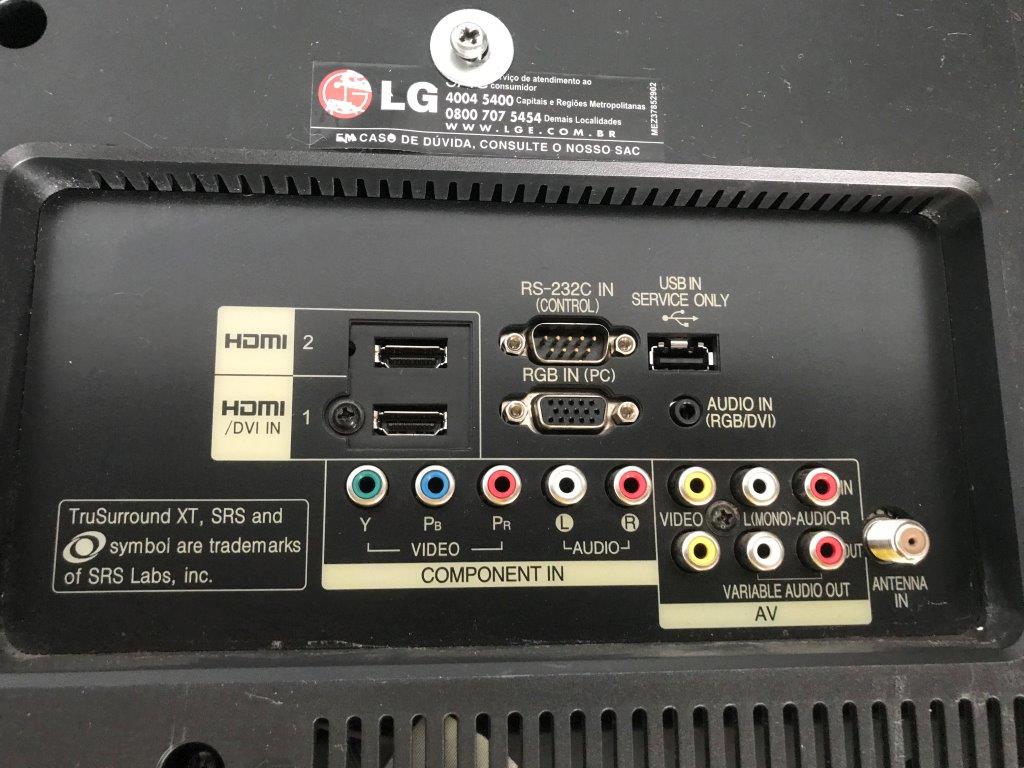 LG
viço de atendimento ao
consumidor
4004 5400 Capitais e Regiões Metropolitanas
0800 707 5454 Demais Localidades
WWW.LGE.COM.BR
EM CASO DE DÚVIDA, CONSULTE O NOSSO SAC
MEZ37852902
RS-232C IN
(CONTROL)
USB IN
SERVICE ONLY
HDMI 2
HDMI
/DVI IN
1
RGB IN (PC)
AUDIO IN
(RGB/DVI)
TruSurround XT, SRS and
symbol are trademarks
of SRS Labs, inc.
Y PB PR L R
VIDEO
AUDIO
COMPONENT IN
IN
VIDEO L(MONO)-AUDIO-R
OUT
VARIABLE AUDIO OUT
AV
ANTENNA
IN